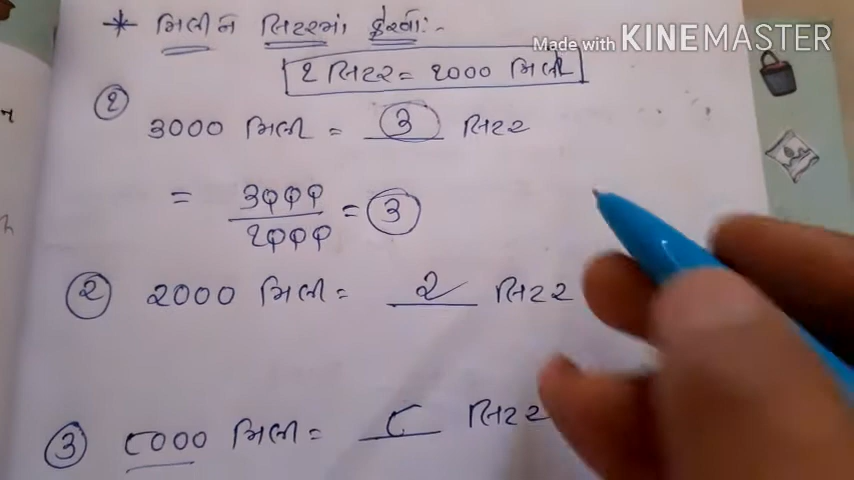 * મિલીને લિટરમાં ફેરવો:-
Made with KINEMASTER
૧ લિટર = ૧૦૦૦ મિલી
૧
૩૦૦૦ મિલી = ૩ લિટર
= ૩૦૦૦ / ૧૦૦૦ = ૩
૨ ૨૦૦૦ મિલી = ૨ લિટર
૩ ૮૦૦૦ મિલી = ૮ લિટર